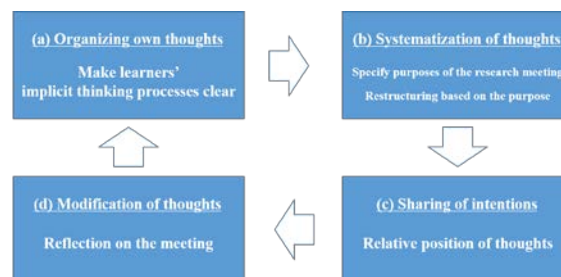 (a) Organizing own thoughts
Make learners'
implicit thinking processes clear
(b) Systematization of thoughts
Specify purposes of the research meeting
Restructuring based on the purpose
(d) Modification of thoughts
Reflection on the meeting
(c) Sharing of intentions
Relative position of thoughts